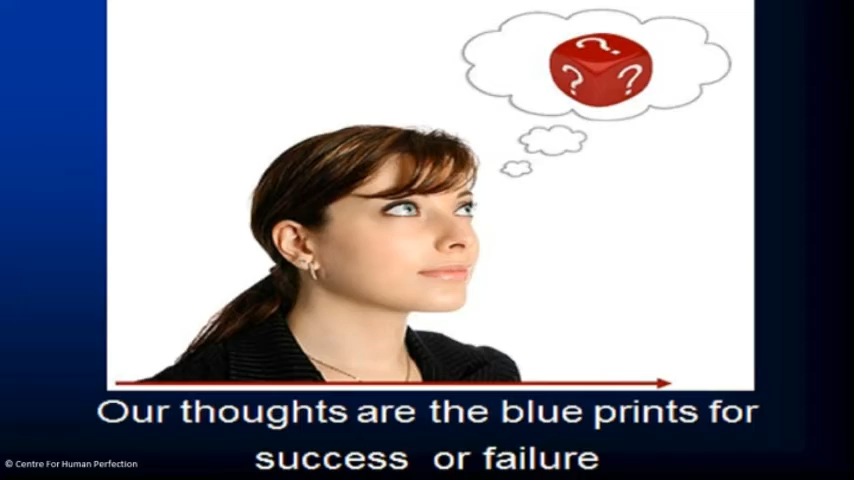 ? ? ?
Our thoughts are the blue prints for
success or failure
© Centre For Human Perfection